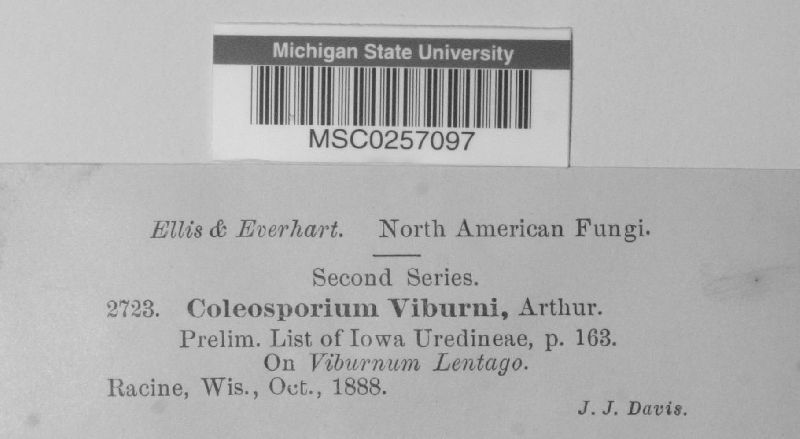 Michigan State University
MSC0257097
Ellis & Everhart. North American Fungi.
Second Series.
2723. Coleosporium Viburni, Arthur.
Prelim. List of Iowa Uredineae, p. 163.
On Viburnum Lentago.
Racine, Wis., Oct., 1888.
J. J. Davis.